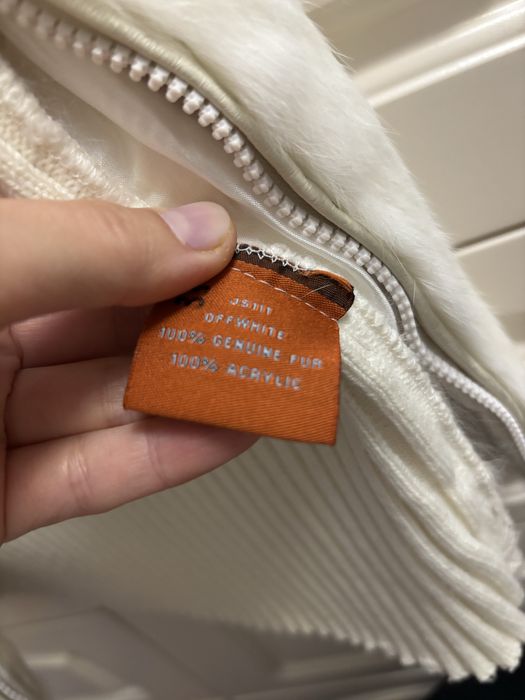 JS111
OFFWHITE
100% GENUINE FUR
100% ACRYLIC